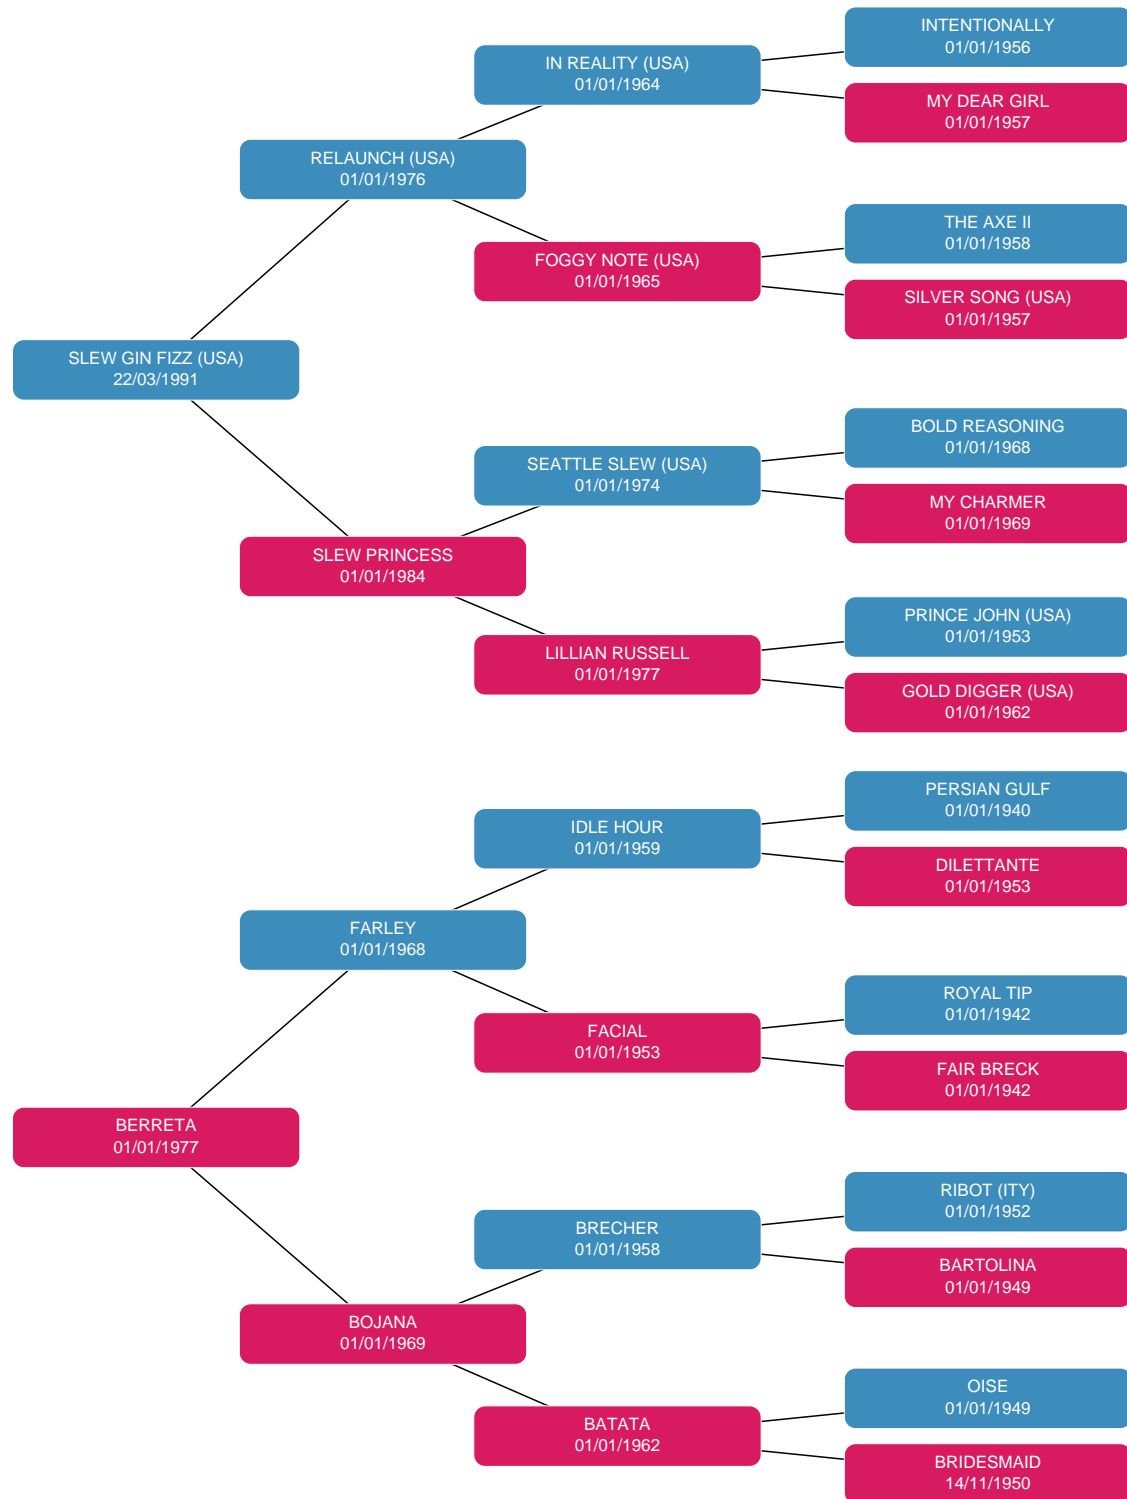 INTENTIONALLY
01/01/1956
IN REALITY (USA)
01/01/1964
MY DEAR GIRL
01/01/1957
RELAUNCH (USA)
01/01/1976
THE AXE II
01/01/1958
FOGGY NOTE (USA)
01/01/1965
SILVER SONG (USA)
01/01/1957
SLEW GIN FIZZ (USA)
22/03/1991
BOLD REASONING
01/01/1968
SEATTLE SLEW (USA)
01/01/1974
MY CHARMER
01/01/1969
SLEW PRINCESS
01/01/1984
PRINCE JOHN (USA)
01/01/1953
LILLIAN RUSSELL
01/01/1977
GOLD DIGGER (USA)
01/01/1962
PERSIAN GULF
01/01/1940
IDLE HOUR
01/01/1959
DILETTANTE
01/01/1953
FARLEY
01/01/1968
ROYAL TIP
01/01/1942
FACIAL
01/01/1953
FAIR BRECK
01/01/1942
BERRETA
01/01/1977
RIBOT (ITY)
01/01/1952
BRECHER
01/01/1958
BARTOLINA
01/01/1949
BOJANA
01/01/1969
OISE
01/01/1949
BATATA
01/01/1962
BRIDESMAID
14/11/1950